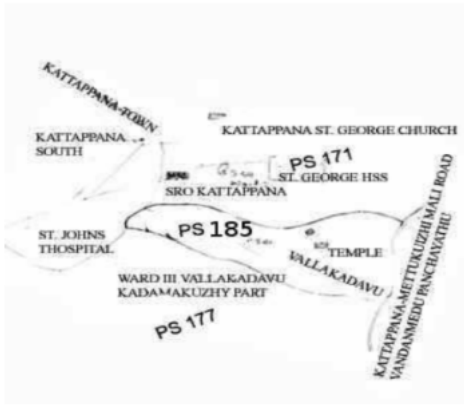 KATTAPPANA-TOWN
KATTAPPANA ST. GEORGE CHURCH
KATTAPPANA
SOUTH
PS 171
ST. GEORGE HSS
SRO KATTAPPANA
ST. JOHNS
THOSPITAL
PS 185
TEMPLE
VALLAKADAVU
WARD III VALLAKADAVU
KADAMAKUZHY PART
PS 177
KATTAPPANA-METTUKUIZHI MALI ROAD
VANDANMEDU PANCHAYATHU